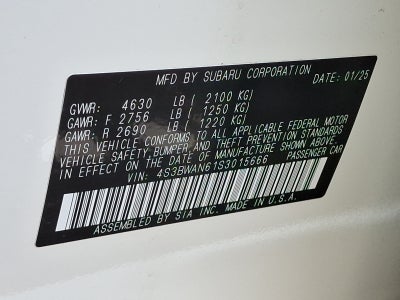 MFD BY SUBARU CORPORATION DATE: 01/25
GVWR: 4630 LB ( 2100 KG)
GAWR: F 2756 LB ( 1250 KG)
GAWR: R 2690 LB ( 1220 KG)
THIS VEHICLE CONFORMS TO ALL APPLICABLE FEDERAL MOTOR
VEHICLE SAFETY BUMPER, AND THEFT PREVENTION STANDARDS
IN EFFECT ON THE DATE OF MANUFACTURE SHOWN ABOVE.
VIN: 4S3BWAN61S3015666 PASSENGER CAR
ASSEMBLED BY SIA INC. MADE IN U.S.A.